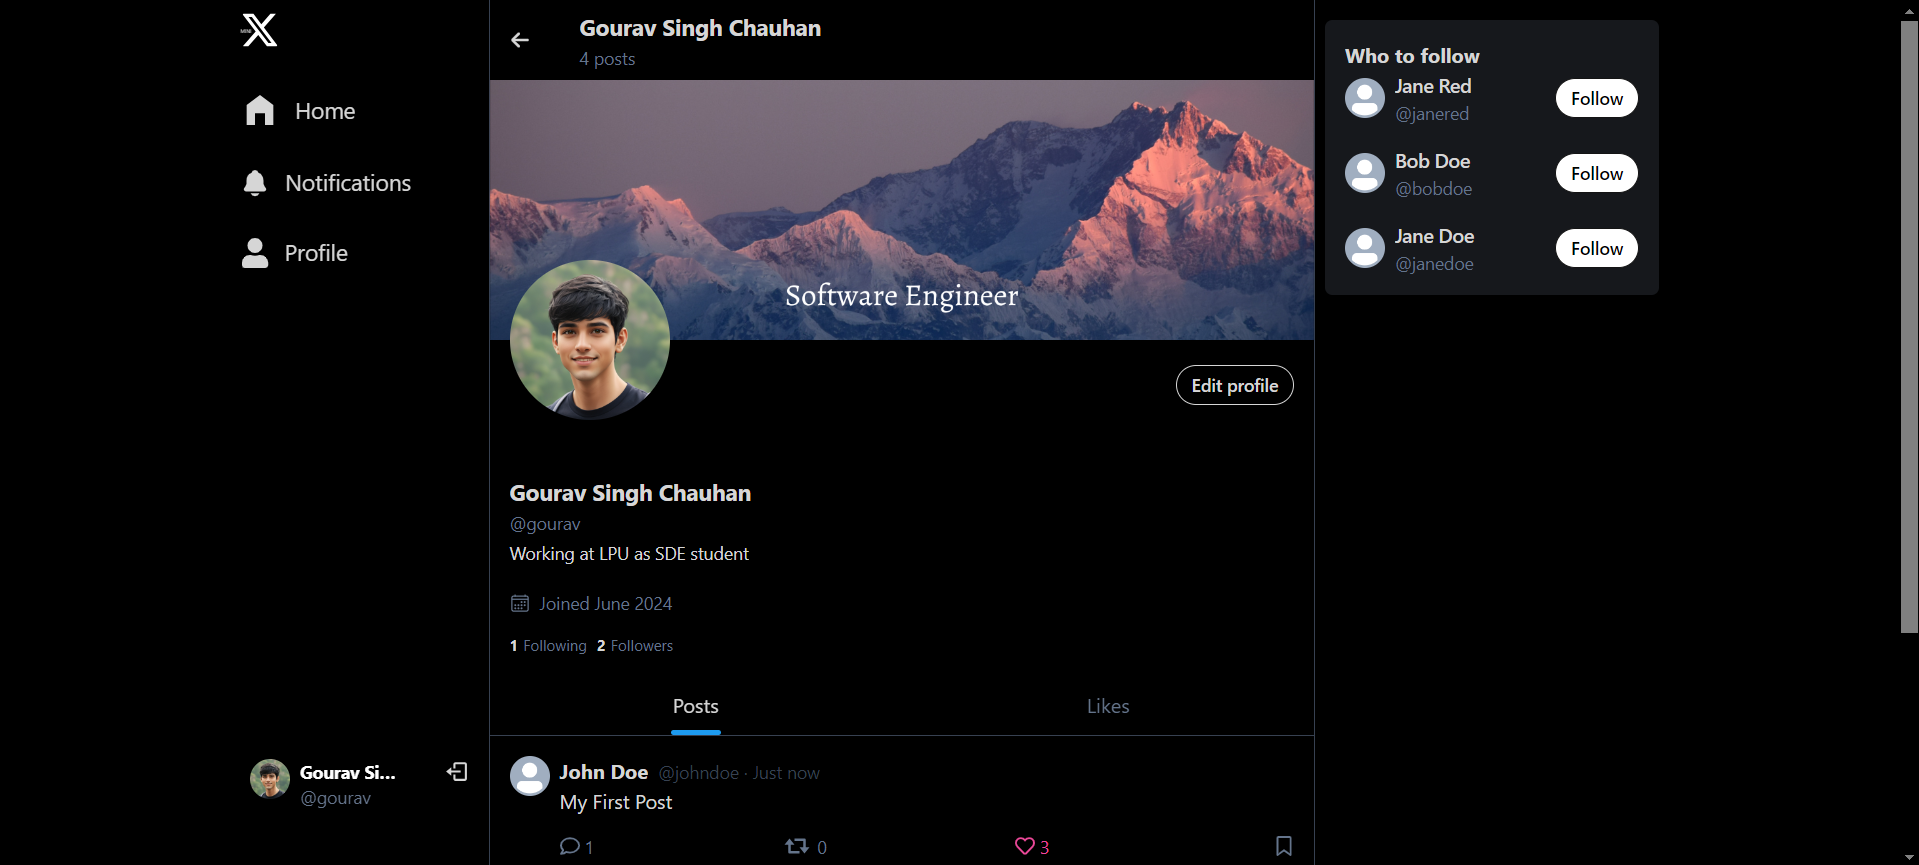 MINI
X
Home
Notifications
Profile
Gourav Si...
@gourav
Gourav Singh Chauhan
4 posts
Software Engineer
Edit profile
Gourav Singh Chauhan
@gourav
Working at LPU as SDE student
Joined June 2024
1 Following 2 Followers
Posts
Likes
John Doe @johndoe · Just now
My First Post
1
0
3
Who to follow
Jane Red
@janered
Follow
Bob Doe
@bobdoe
Follow
Jane Doe
@janedoe
Follow